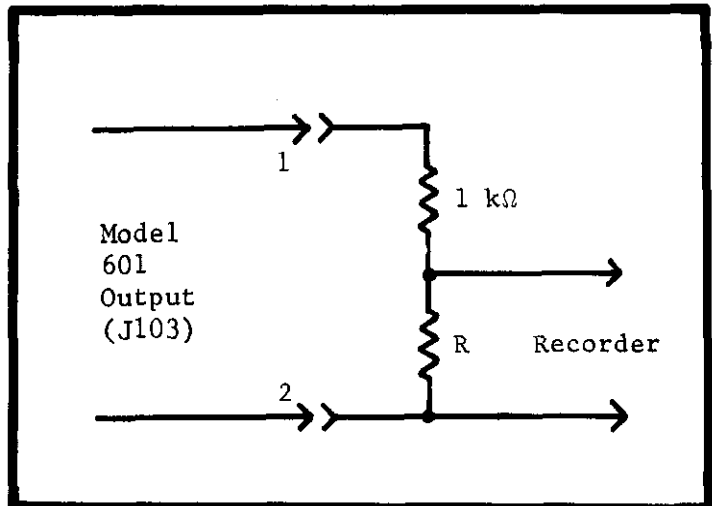 1
1 kΩ
Model
601
Output
(J103)
R
Recorder
2